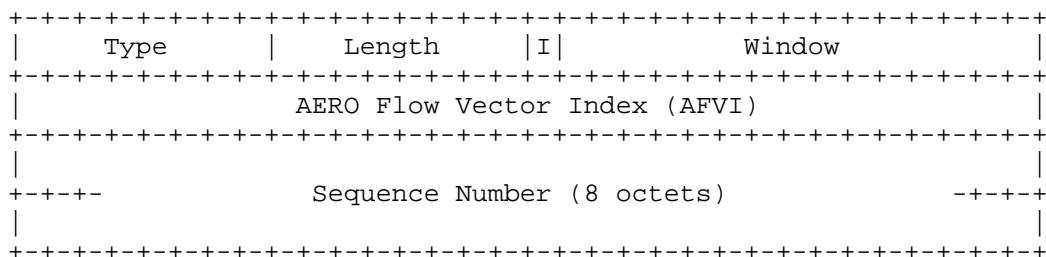 +-+-+-+-+-+-+-+-+-+-+-+-+-+-+-+-+-+-+-+-+-+-+-+-+-+-+-+-+-+-+-+-+
|     Type      |    Length     |I|           Window            |
+-+-+-+-+-+-+-+-+-+-+-+-+-+-+-+-+-+-+-+-+-+-+-+-+-+-+-+-+-+-+-+-+
|                 AERO Flow Vector Index (AFVI)                 |
+-+-+-+-+-+-+-+-+-+-+-+-+-+-+-+-+-+-+-+-+-+-+-+-+-+-+-+-+-+-+-+-+
|                                                               |
+-+-+-             Sequence Number (8 octets)              -+-+-+
|                                                               |
+-+-+-+-+-+-+-+-+-+-+-+-+-+-+-+-+-+-+-+-+-+-+-+-+-+-+-+-+-+-+-+-+